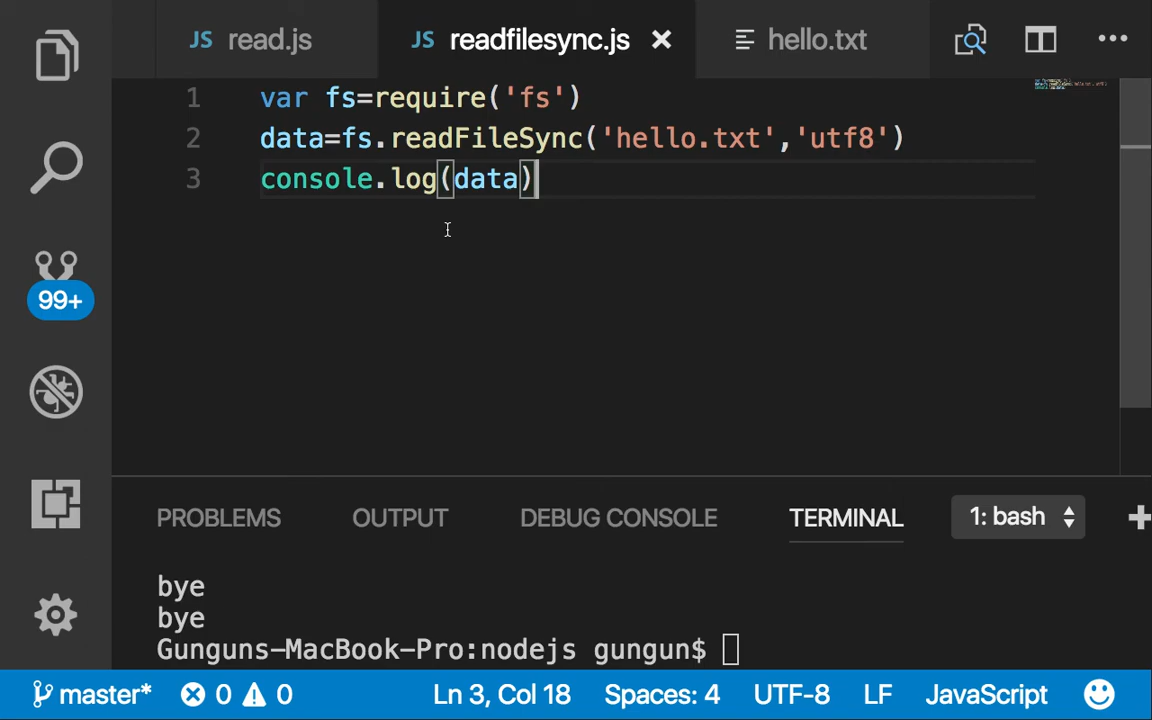 JS read.js JS readfilesync.js hello.txt
1 var fs=require('fs')
2 data=fs.readFileSync('hello.txt','utf8')
3 console.log(data)
99+
PROBLEMS OUTPUT DEBUG CONSOLE TERMINAL 1: bash
bye
bye
Gunguns-MacBook-Pro:nodejs gungun$
master* 0 0 Ln 3, Col 18 Spaces: 4 UTF-8 LF JavaScript